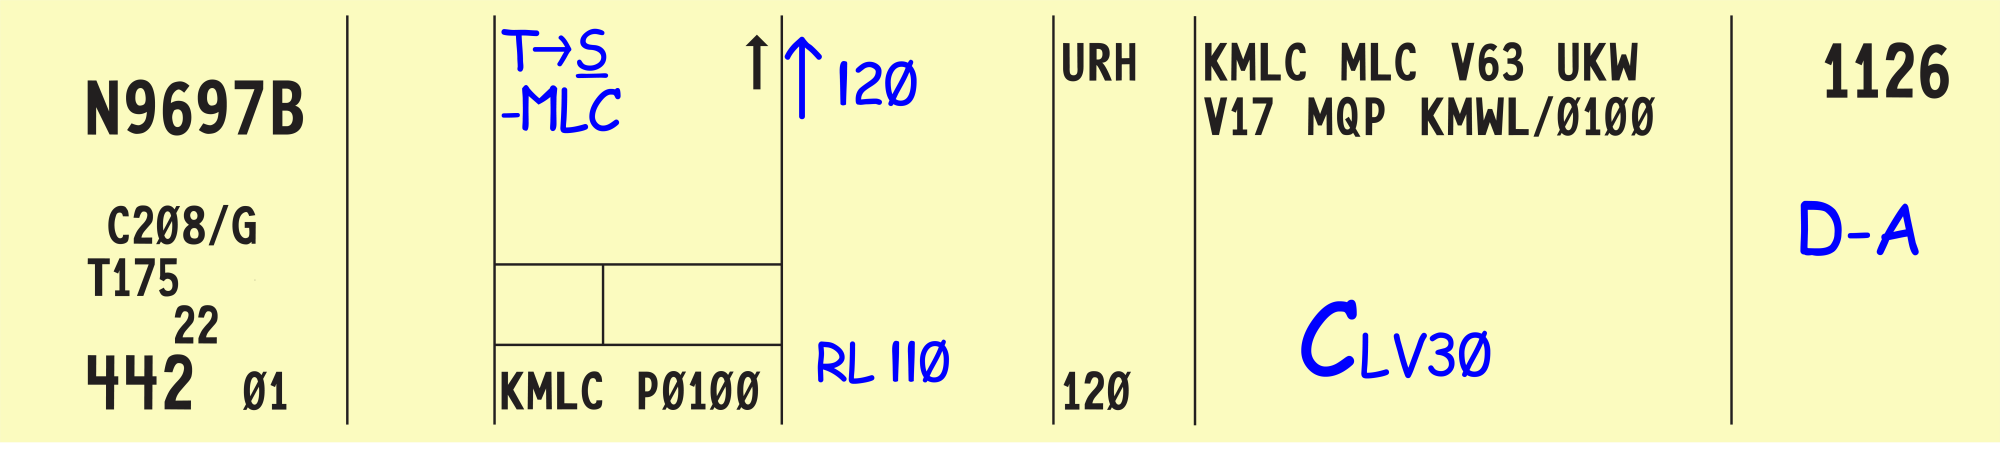 N9697B
C2Ø8/G
T175
22
442 Ø1
T→S
-MLC
↑
KMLC PØ1ØØ
↑ 12Ø
RL 11Ø
URH
12Ø
KMLC MLC V63 UKW
V17 MQP KMWL/Ø1ØØ
CLV3Ø
1126
D-A